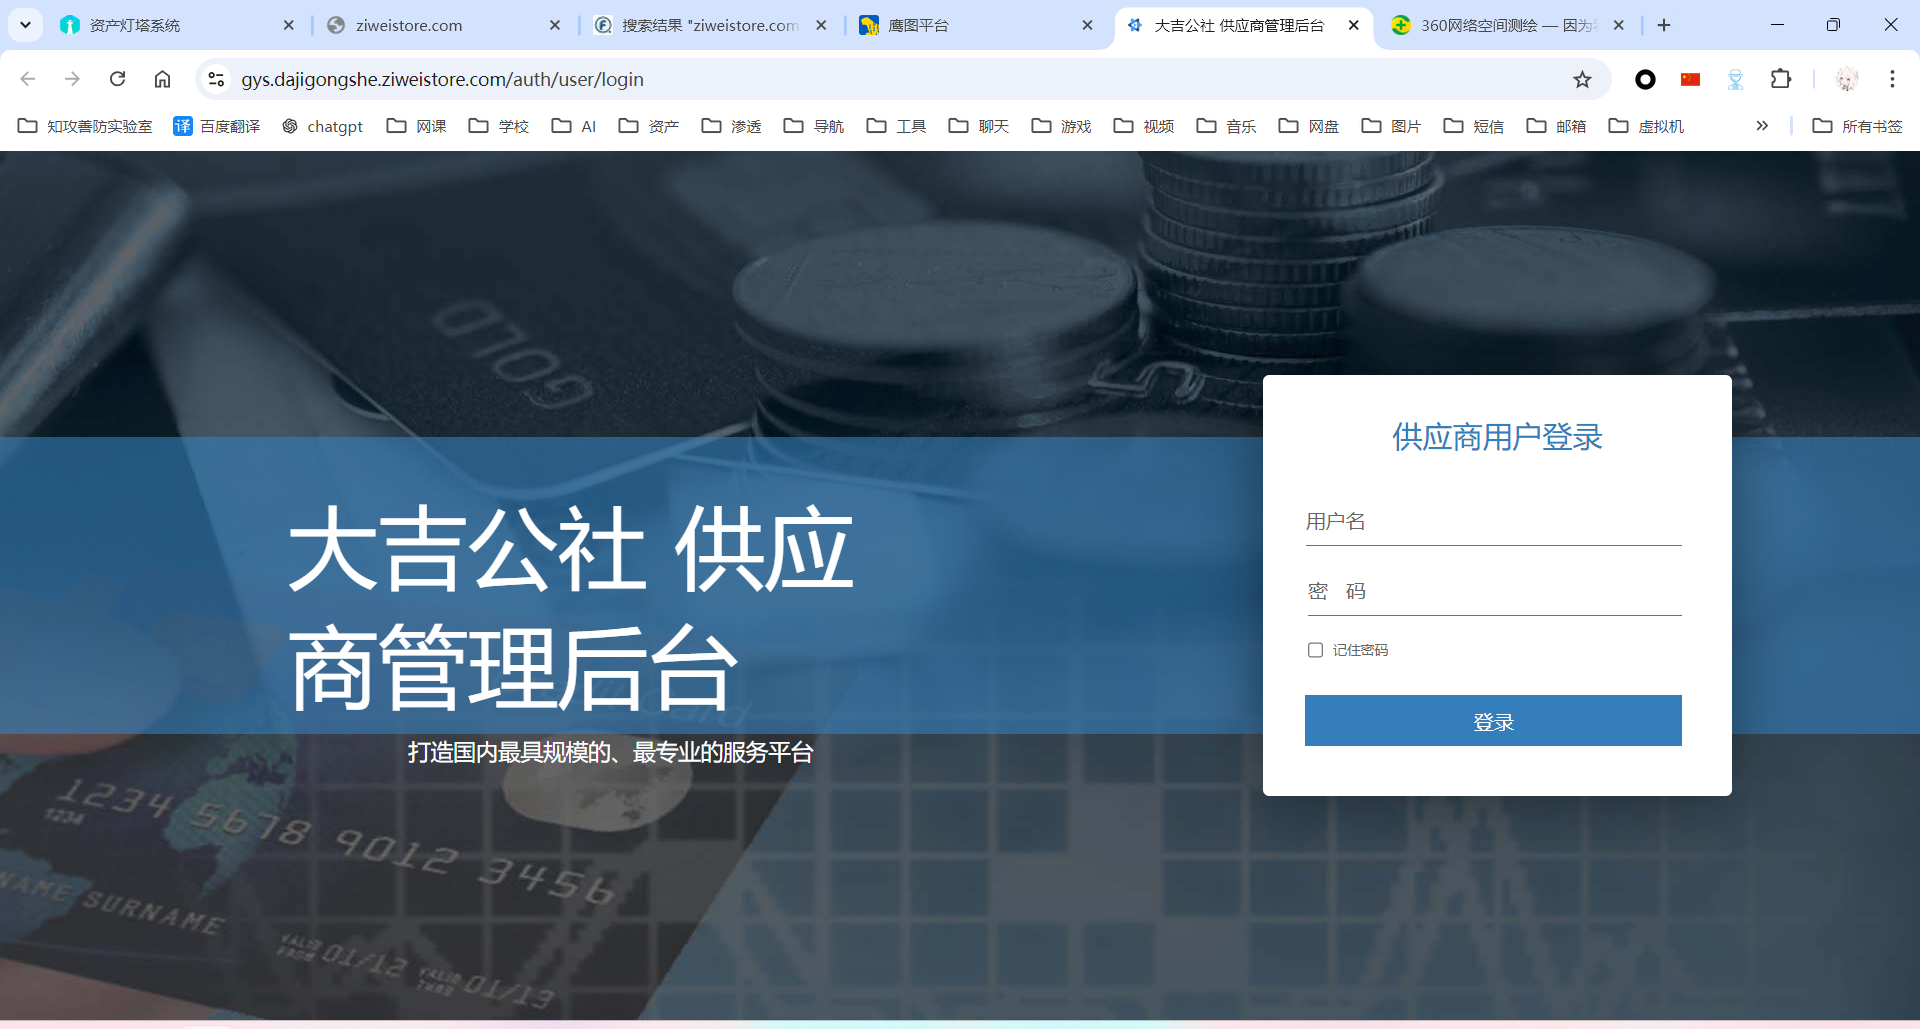 资产灯塔系统
ziweistore.com
搜索结果 "ziweistore.com
鹰图平台
大吉公社 供应商管理后台
360网络空间测绘 — 因为
gys.dajigongshe.ziweistore.com/auth/user/login
知攻善防实验室
译 百度翻译
chatgpt
网课
学校
AI
资产
渗透
导航
工具
聊天
游戏
视频
音乐
网盘
图片
短信
邮箱
虚拟机
所有书签
GOLD
5
供应商用户登录
用户名
密 码
记住密码
登录
大吉公社 供应
商管理后台
打造国内最具规模的、最专业的服务平台
1234 5678 9012 3456
1234
NAME SURNAME
VALID FROM 01/12 VALID THRU 01/13